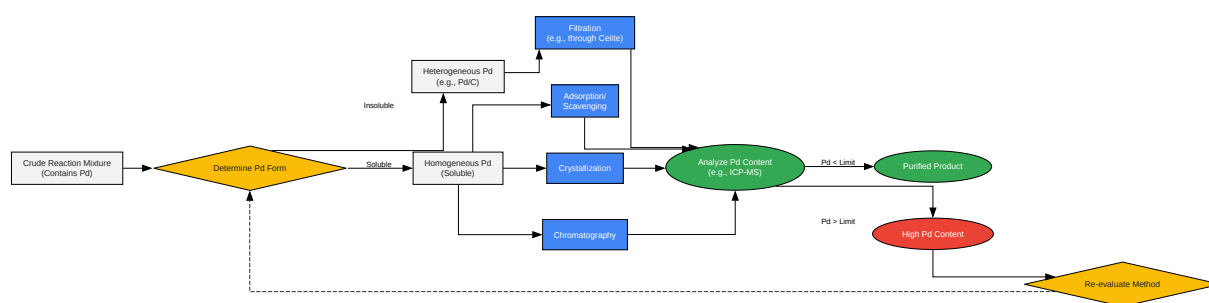 Filtration
(e.g., through Celite)
Heterogeneous Pd
(e.g., Pd/C)
Insoluble
Adsorption/
Scavenging
Crude Reaction Mixture
(Contains Pd)
Determine Pd Form
Soluble
Homogeneous Pd
(Soluble)
Crystallization
Analyze Pd Content
(e.g., ICP-MS)
Pd < Limit
Purified Product
Chromatography
Pd > Limit
High Pd Content
Re-evaluate Method